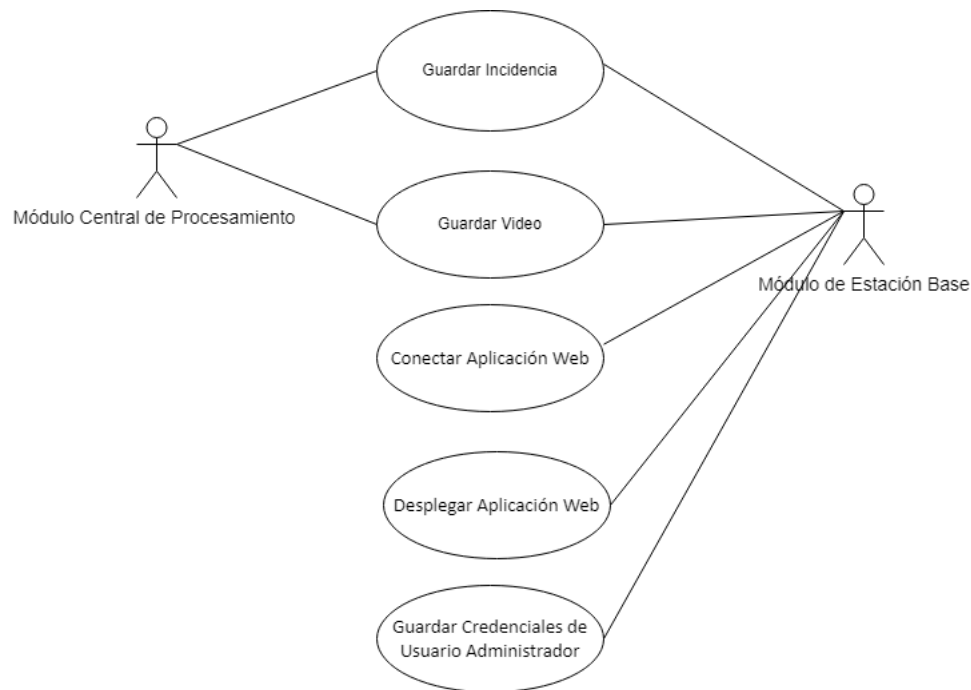 Guardar Incidencia
Módulo Central de Procesamiento
Guardar Video
Módulo de Estación Base
Conectar Aplicación Web
Desplegar Aplicación Web
Guardar Credenciales de
Usuario Administrador